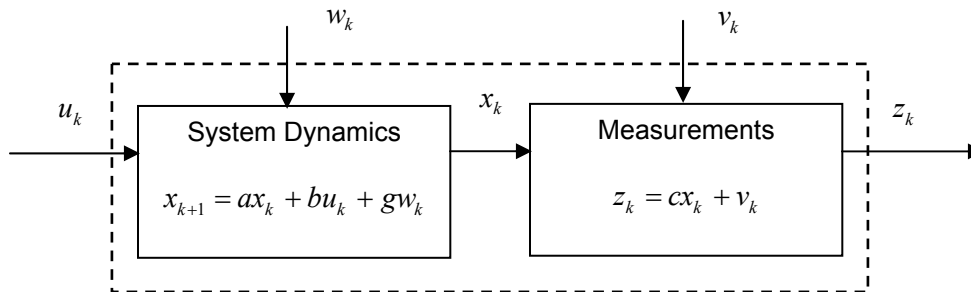 w_k
v_k
u_k
System Dynamics
x_{k+1} = ax_k + bu_k + gw_k
x_k
Measurements
z_k = cx_k + v_k
z_k